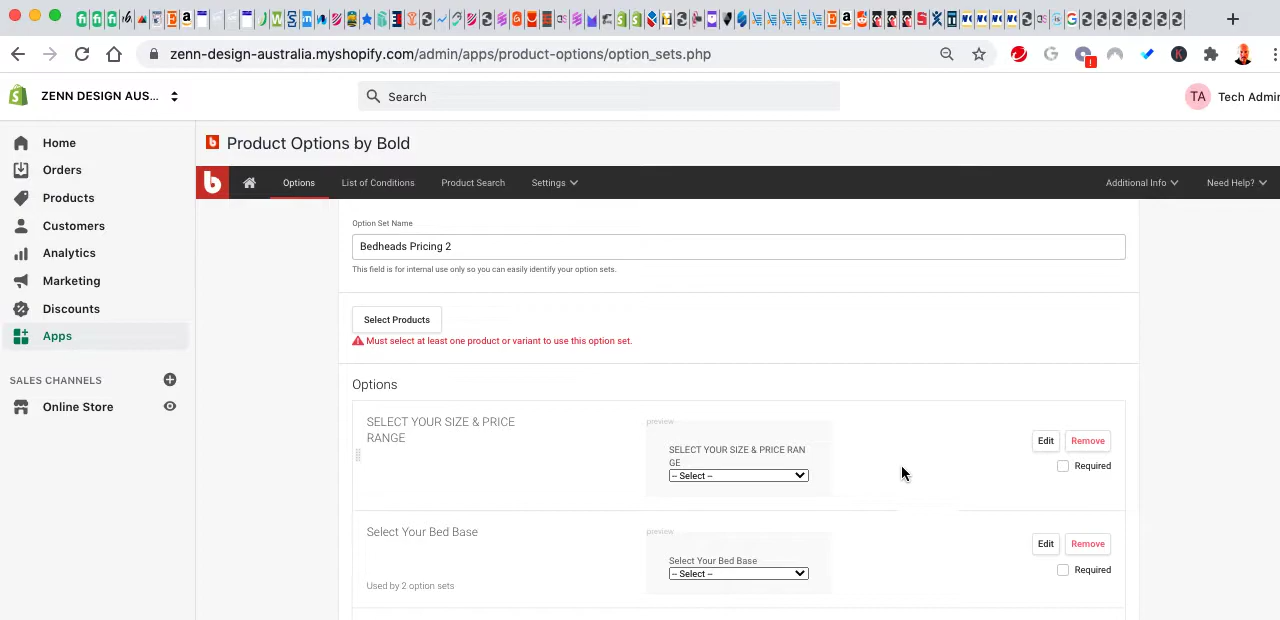 zenn-design-australia.myshopify.com/admin/apps/product-options/option_sets.php
ZENN DESIGN AUS...
Search
TA Tech Admin
Home
Orders
Products
Customers
Analytics
Marketing
Discounts
Apps
SALES CHANNELS
Online Store
Product Options by Bold
Options List of Conditions Product Search Settings Additional Info Need Help?
Option Set Name
Bedheads Pricing 2
This field is for internal use only so you can easily identify your option sets.
Select Products
Must select at least one product or variant to use this option set.
Options
SELECT YOUR SIZE & PRICE
RANGE
preview
SELECT YOUR SIZE & PRICE RAN
GE
-- Select --
Edit Remove
Required
Select Your Bed Base
Used by 2 option sets
preview
Select Your Bed Base
-- Select --
Edit Remove
Required